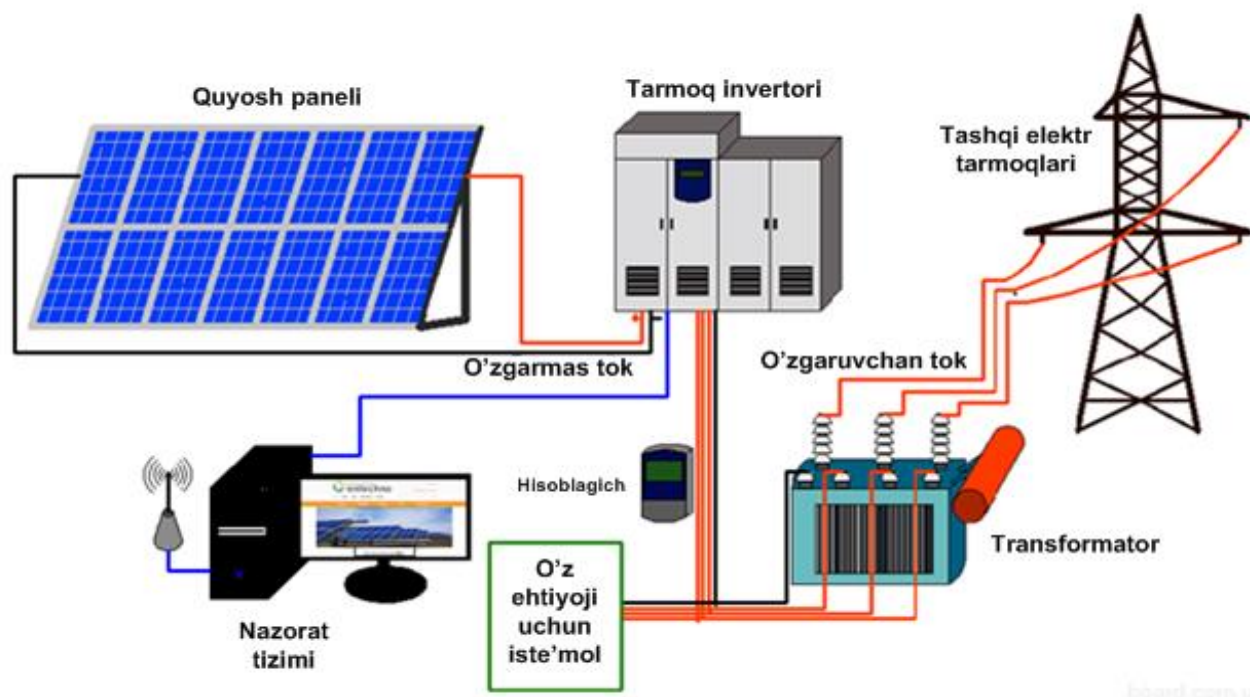 Quyosh paneli
Tarmoq invertori
Tashqi elektr
tarmoqlari
O'zgarmas tok
O'zgaruvchan tok
Hisoblagich
Transformator
O'z
ehtiyoji
uchun
iste'mol
Nazorat
tizimi